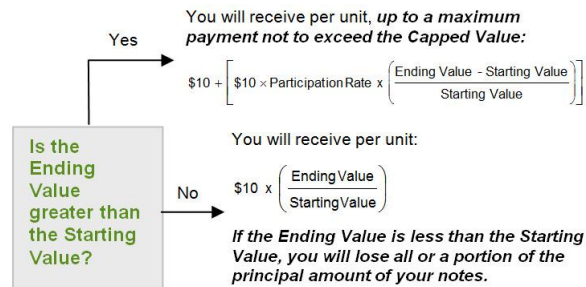 You will receive per unit, up to a maximum
payment not to exceed the Capped Value:
Yes
$10 + [ $10 × Participation Rate x ( Ending Value - Starting Value / Starting Value ) ]
Is the
Ending
Value
greater than
the Starting
Value?
No
You will receive per unit:
$10 x ( Ending Value / Starting Value )
If the Ending Value is less than the Starting
Value, you will lose all or a portion of the
principal amount of your notes.